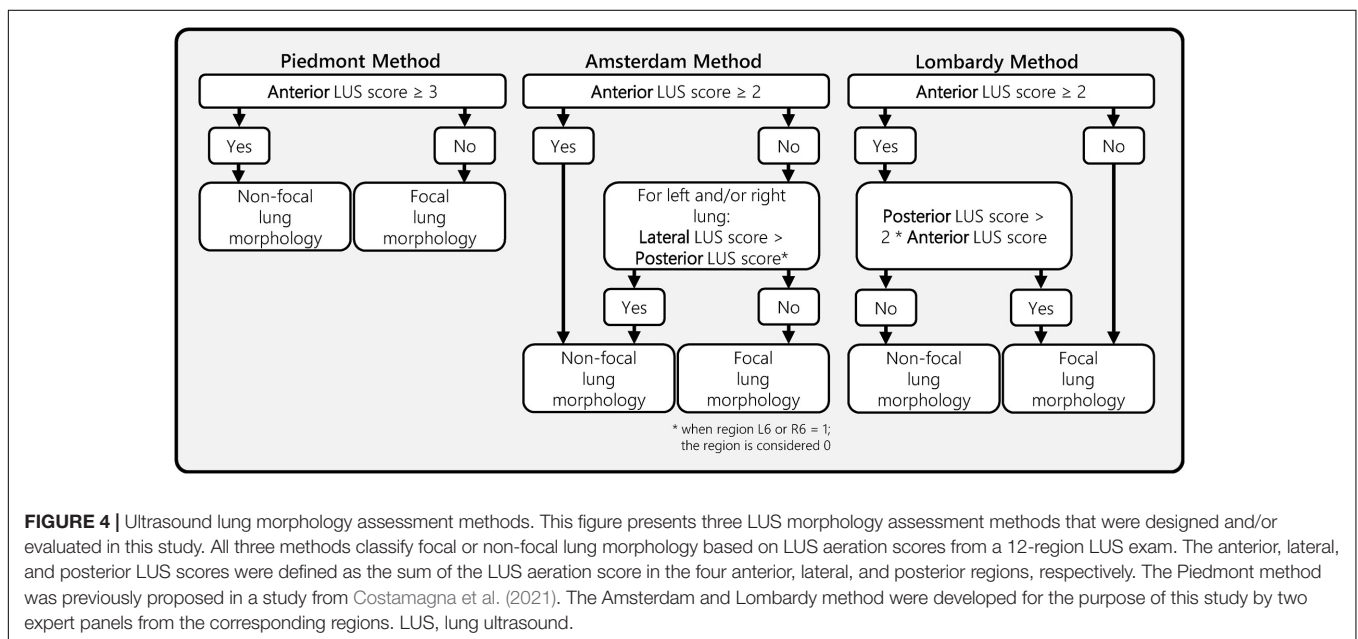 Piedmont Method
Anterior LUS score ≥ 3
Yes
No
Non-focal
lung
morphology
Focal
lung
morphology
Amsterdam Method
Anterior LUS score ≥ 2
Yes
No
For left and/or right
lung:
Lateral LUS score >
Posterior LUS score*
Yes
No
Non-focal
lung
morphology
Focal
lung
morphology
* when region L6 or R6 = 1;
the region is considered 0
Lombardy Method
Anterior LUS score ≥ 2
Yes
No
Posterior LUS score >
2 * Anterior LUS score
No
Yes
Non-focal
lung
morphology
Focal
lung
morphology
FIGURE 4 | Ultrasound lung morphology assessment methods. This figure presents three LUS morphology assessment methods that were designed and/or
evaluated in this study. All three methods classify focal or non-focal lung morphology based on LUS aeration scores from a 12-region LUS exam. The anterior, lateral,
and posterior LUS scores were defined as the sum of the LUS aeration score in the four anterior, lateral, and posterior regions, respectively. The Piedmont method
was previously proposed in a study from Costamagna et al. (2021). The Amsterdam and Lombardy method were developed for the purpose of this study by two
expert panels from the corresponding regions. LUS, lung ultrasound.